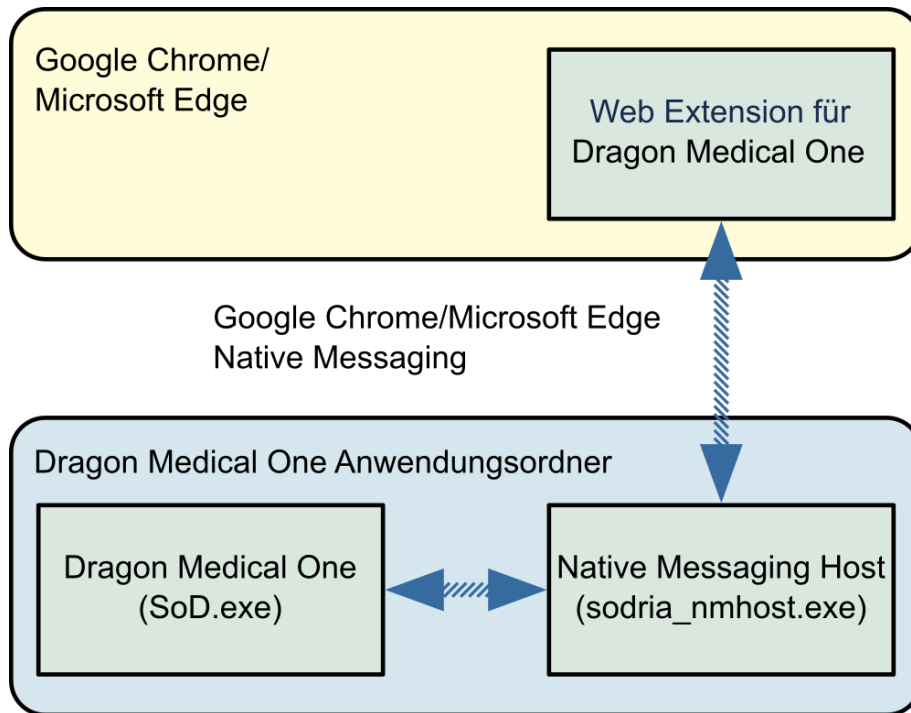 Google Chrome/
Microsoft Edge
Web Extension für
Dragon Medical One
Google Chrome/Microsoft Edge
Native Messaging
Dragon Medical One Anwendungsordner
Dragon Medical One
(SoD.exe)
Native Messaging Host
(sodria_nmhost.exe)